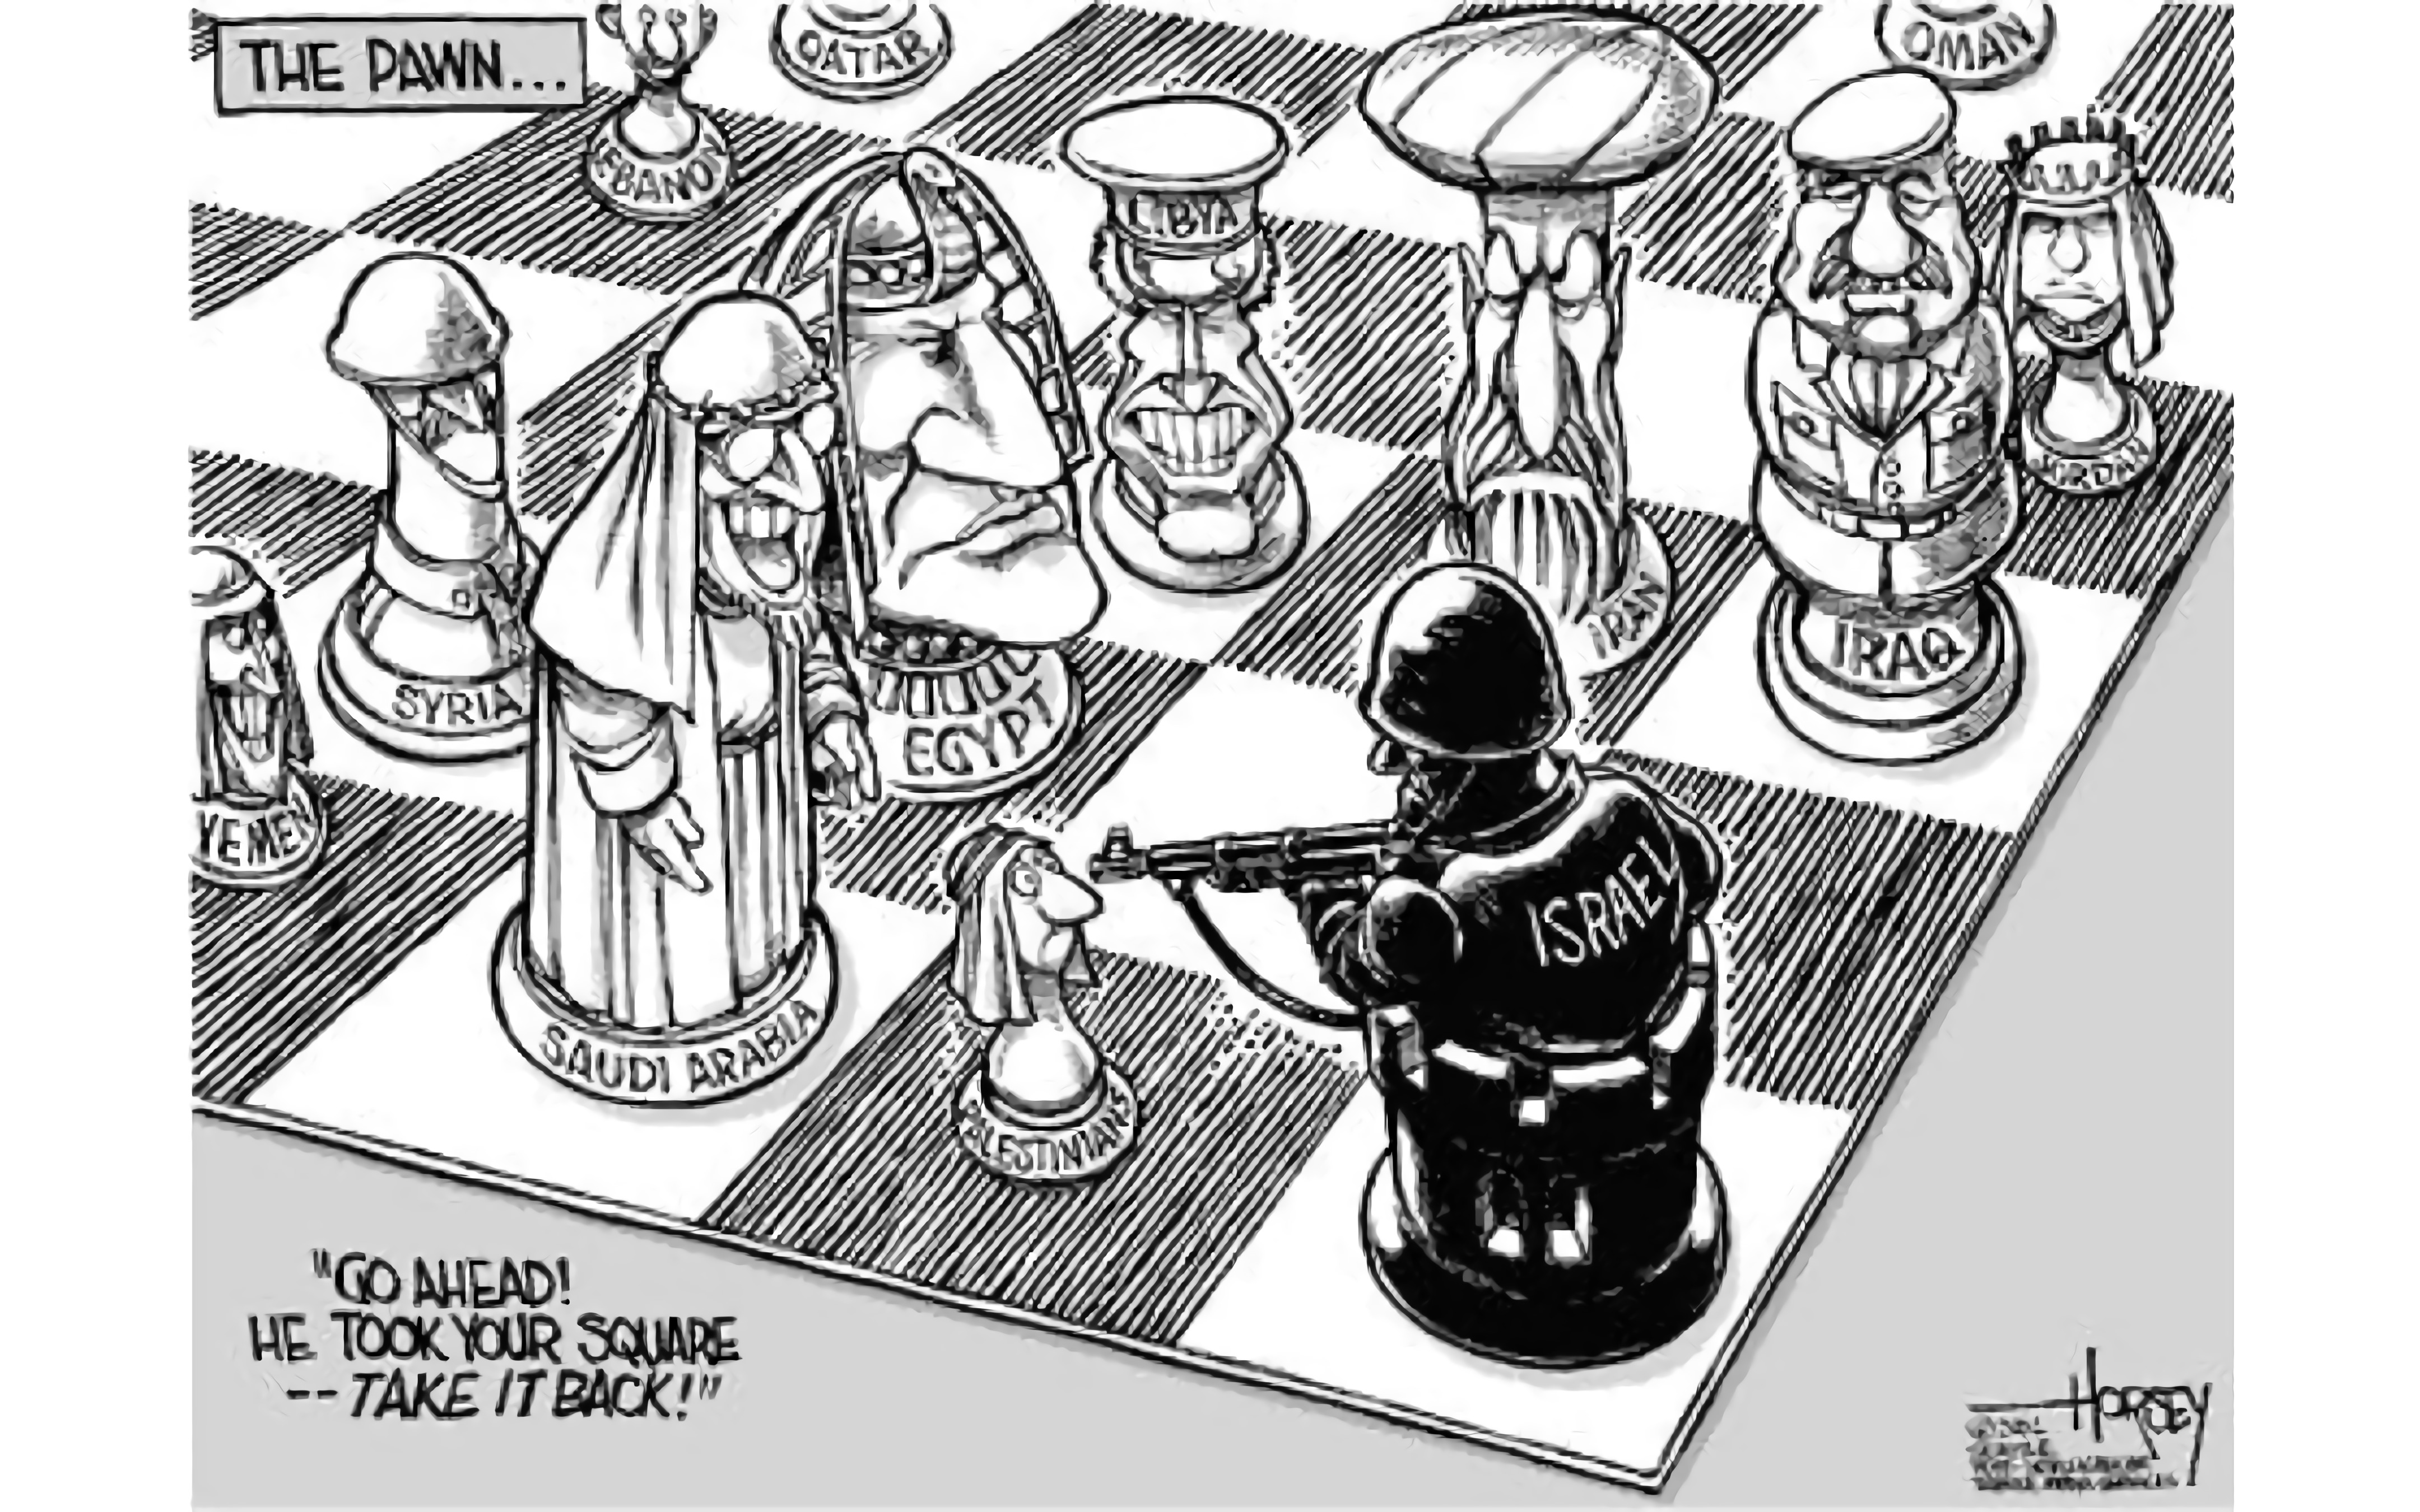 THE PAWN...
QATAR
OMAN
LEBANON
LIBYA
JORDAN
IRAN
IRAQ
SYRIA
EGYPT
YEMEN
ISRAEL
SAUDI ARABIA
PALESTINIANS
"GO AHEAD!
HE TOOK YOUR SQUARE
-- TAKE IT BACK!"
HORSEY